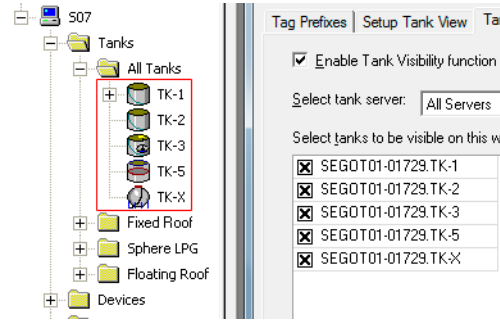 S07
Tanks
All Tanks
TK-1
TK-2
TK-3
TK-5
TK-X
Fixed Roof
Sphere LPG
Floating Roof
Devices
Tag Prefixes
Setup Tank View
Ta
Enable Tank Visibility function
Select tank server:
All Servers
Select tanks to be visible on this w
SEGOT01-01729.TK-1
SEGOT01-01729.TK-2
SEGOT01-01729.TK-3
SEGOT01-01729.TK-5
SEGOT01-01729.TK-X